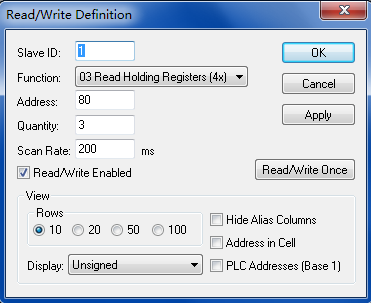 Read/Write Definition
Slave ID: 1
OK
Function: 03 Read Holding Registers (4x)
Cancel
Address: 80
Quantity: 3
Apply
Scan Rate: 200 ms
Read/Write Enabled
Read/Write Once
View
Rows
10 20 50 100
Hide Alias Columns
Address in Cell
Display: Unsigned
PLC Addresses (Base 1)